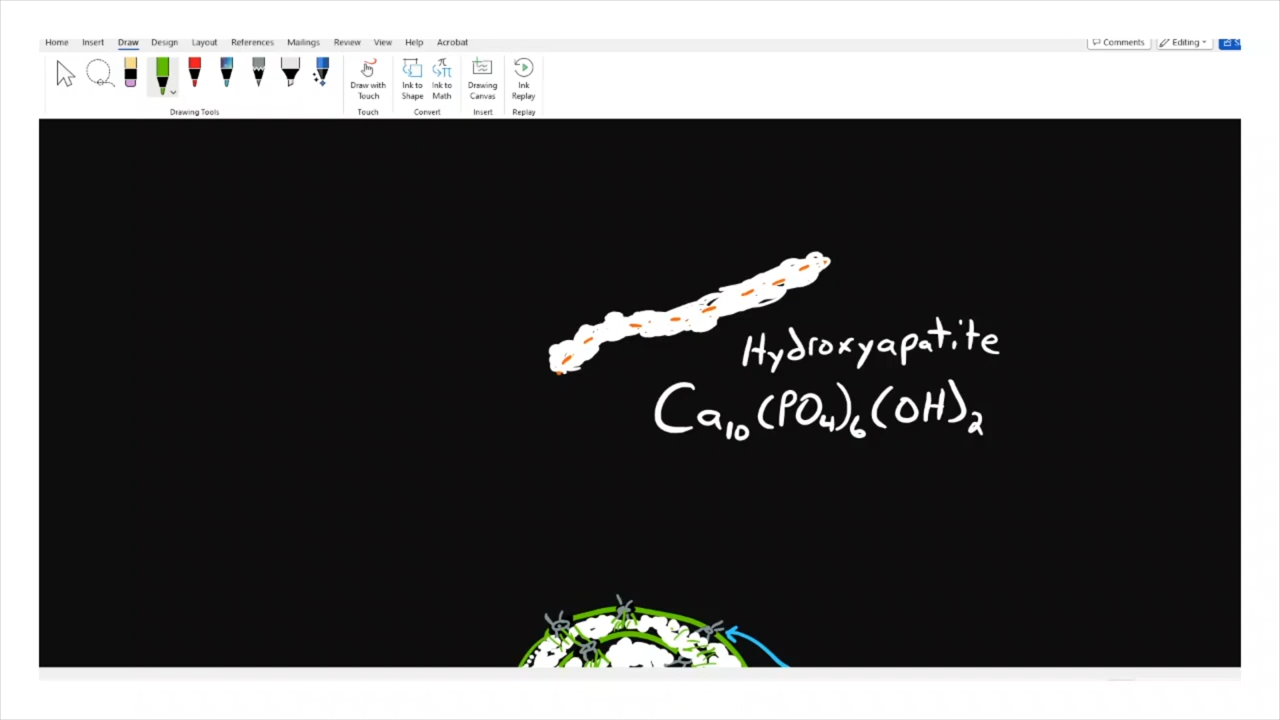 Home Insert Draw Design Layout References Mailings Review View Help Acrobat
Comments Editing
Draw with Touch
Ink to Shape
Ink to Math
Drawing Canvas
Ink Replay
Drawing Tools Touch Convert Insert Replay
Hydroxyapatite
Ca₁₀(PO₄)₆(OH)₂